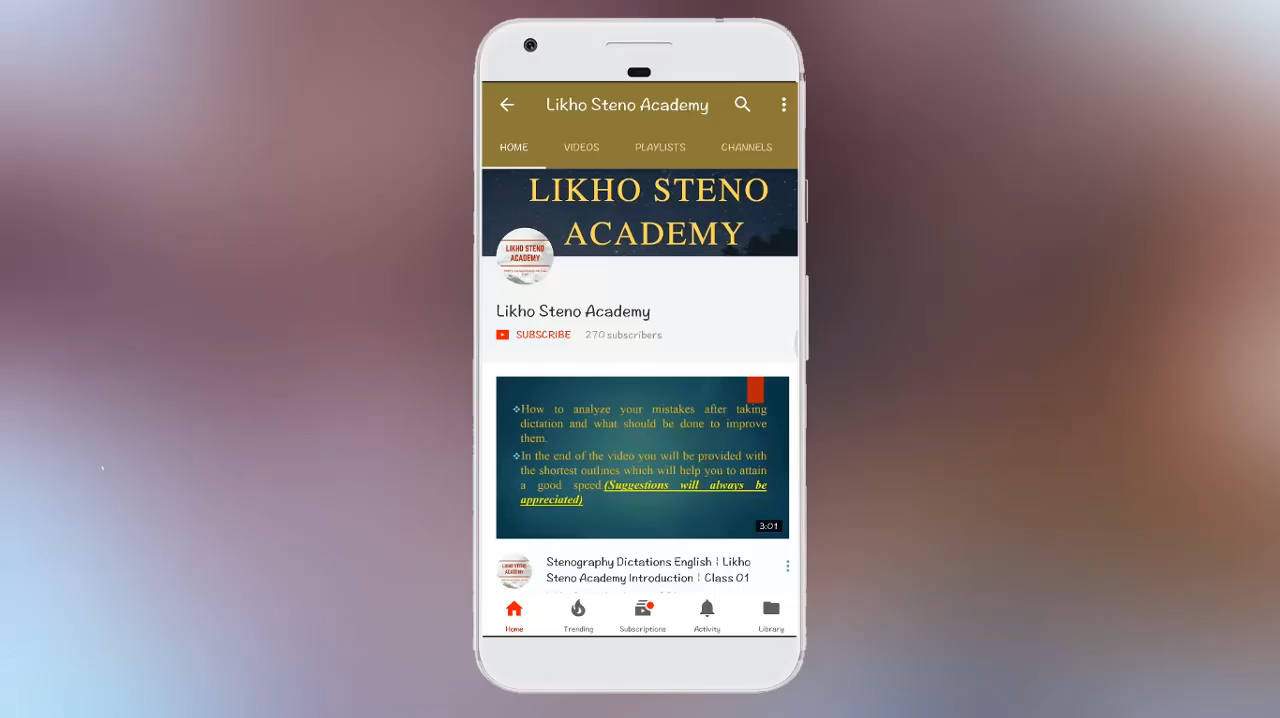 Likho Steno Academy
HOME VIDEOS PLAYLISTS CHANNELS
LIKHO STENO
ACADEMY
LIKHO STENO
ACADEMY
Likho Steno Academy
SUBSCRIBE 270 subscribers
❖How to analyze your mistakes after taking
dictation and what should be done to improve
them.
❖In the end of the video you will be provided with
the shortest outlines which will help you to attain
a good speed.(Suggestions will always be
appreciated)
3:01
Stenography Dictations English | Likho
Steno Academy Introduction | Class 01
LIKHO STENO
ACADEMY
Home Trending Subscriptions Activity Library